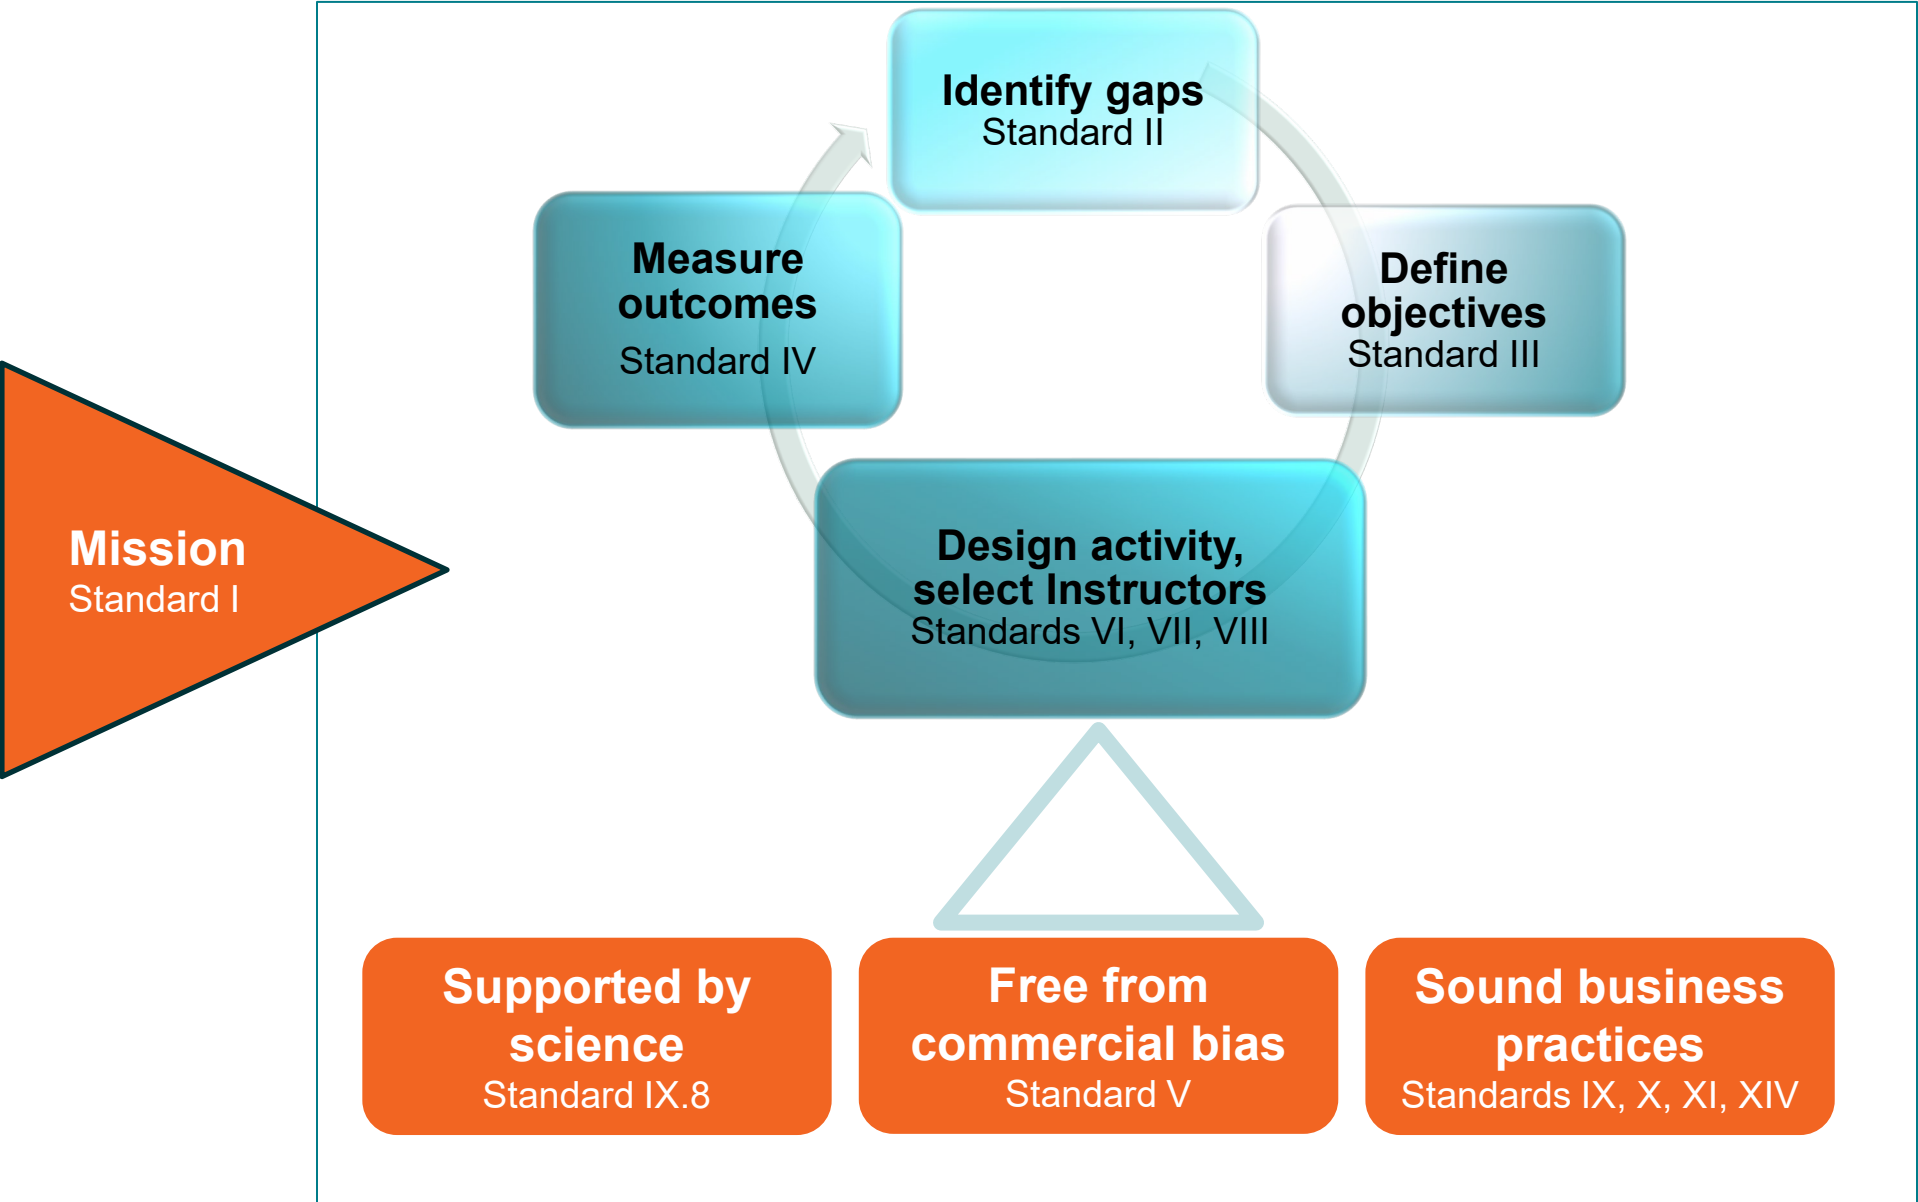 Identify gaps
Standard II
Measure
outcomes
Standard IV
Define
objectives
Standard III
Mission
Standard I
Design activity,
select Instructors
Standards VI, VII, VIII
Supported by
science
Standard IX.8
Free from
commercial bias
Standard V
Sound business
practices
Standards IX, X, XI, XIV